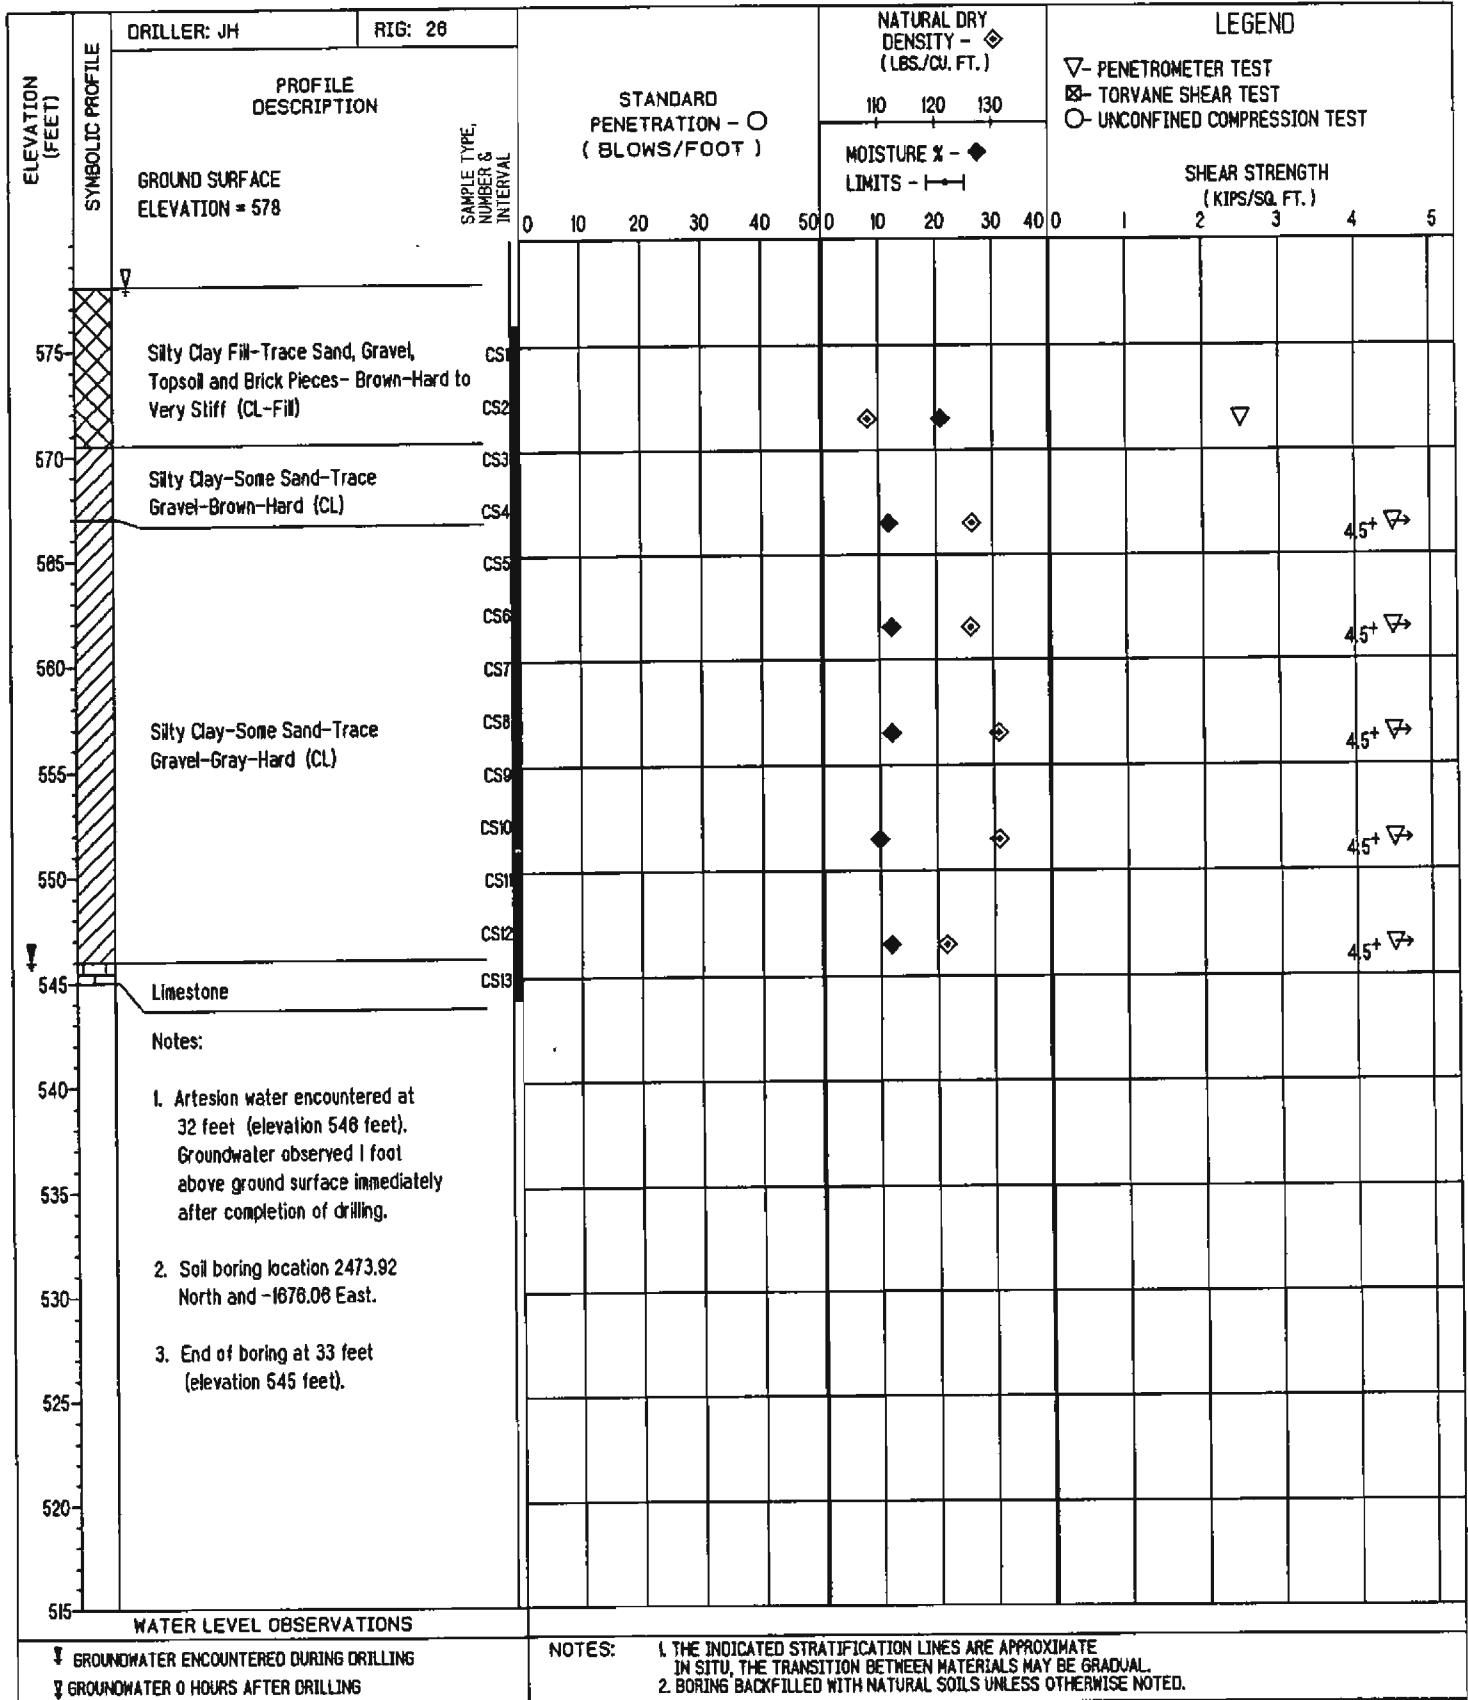 DRILLER: JH
RIG: 26
ELEVATION
(FEET)
SYMBOLIC PROFILE
PROFILE
DESCRIPTION
GROUND SURFACE
ELEVATION = 578
SAMPLE TYPE,
NUMBER &
INTERVAL
STANDARD
PENETRATION - O
( BLOWS/FOOT )
0 10 20 30 40 50
NATURAL DRY
DENSITY -
(LBS./CU. FT.)
110 120 130
MOISTURE % -
LIMITS -
0 10 20 30 40
LEGEND
- PENETROMETER TEST
- TORVANE SHEAR TEST
- UNCONFINED COMPRESSION TEST
SHEAR STRENGTH
(KIPS/SQ. FT.)
0 1 2 3 4 5
575
Silty Clay Fill-Trace Sand, Gravel,
Topsoil and Brick Pieces- Brown-Hard to
Very Stiff (CL-Fill)
CS1
CS2
570
CS3
Silty Clay-Some Sand-Trace
Gravel-Brown-Hard (CL)
CS4
4.5+
565
CS5
CS6
4.5+
560
CS7
Silty Clay-Some Sand-Trace
Gravel-Gray-Hard (CL)
CS8
4.5+
555
CS9
CS10
4.5+
550
CS11
CS12
4.5+
545
CS13
Limestone
Notes:
540
1. Artesion water encountered at
32 feet (elevation 546 feet).
Groundwater observed 1 foot
above ground surface immediately
after completion of drilling.
535
2. Soil boring location 2473.92
North and -1676.06 East.
530
3. End of boring at 33 feet
(elevation 545 feet).
525
520
515
WATER LEVEL OBSERVATIONS
GROUNDWATER ENCOUNTERED DURING DRILLING
GROUNDWATER 0 HOURS AFTER DRILLING
NOTES: 1. THE INDICATED STRATIFICATION LINES ARE APPROXIMATE
IN SITU, THE TRANSITION BETWEEN MATERIALS MAY BE GRADUAL.
2. BORING BACKFILLED WITH NATURAL SOILS UNLESS OTHERWISE NOTED.